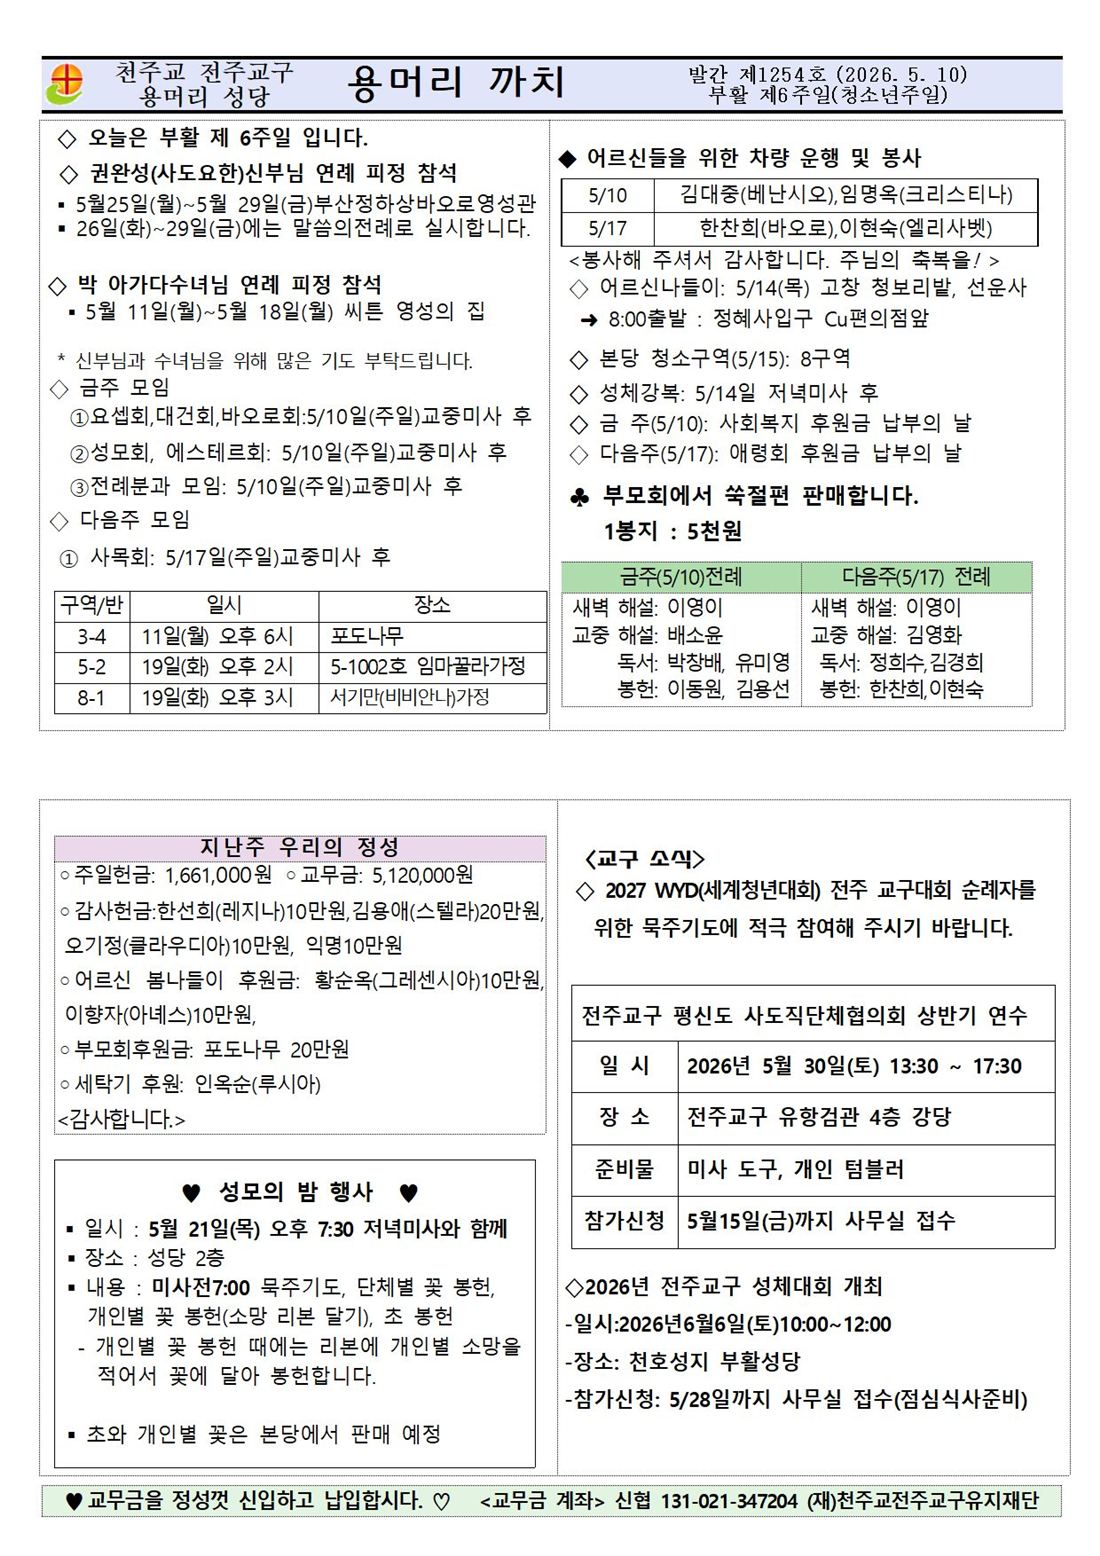 천주교 전주교구
용머리 성당
용머리 까치
발간 제1254호 (2026. 5. 10)
부활 제6주일(청소년주일)
◇ 오늘은 부활 제 6주일 입니다.
◇ 권완성(사도요한)신부님 연례 피정 참석
▪ 5월25일(월)~5월 29일(금)부산정하상바오로영성관
▪ 26일(화)~29일(금)에는 말씀의전례로 실시합니다.
◇ 박 아가다수녀님 연례 피정 참석
▪ 5월 11일(월)~5월 18일(월) 씨튼 영성의 집
* 신부님과 수녀님을 위해 많은 기도 부탁드립니다.
◇ 금주 모임
①요셉회,대건회,바오로회:5/10일(주일)교중미사 후
②성모회, 에스테르회: 5/10일(주일)교중미사 후
③전례분과 모임: 5/10일(주일)교중미사 후
◇ 다음주 모임
① 사목회: 5/17일(주일)교중미사 후
구역/반 일시 장소
3-4 11일(월) 오후 6시 포도나무
5-2 19일(화) 오후 2시 5-1002호 임마꿀라가정
8-1 19일(화) 오후 3시 서기만(비비안나)가정
◆ 어르신들을 위한 차량 운행 및 봉사
5/10 김대중(베난시오),임명옥(크리스티나)
5/17 한찬희(바오로),이현숙(엘리사벳)
<봉사해 주셔서 감사합니다. 주님의 축복을! >
◇ 어르신나들이: 5/14(목) 고창 청보리밭, 선운사
➜ 8:00출발 : 정혜사입구 Cu편의점앞
◇ 본당 청소구역(5/15): 8구역
◇ 성체강복: 5/14일 저녁미사 후
◇ 금 주(5/10): 사회복지 후원금 납부의 날
◇ 다음주(5/17): 애령회 후원금 납부의 날
♣ 부모회에서 쑥절편 판매합니다.
1봉지 : 5천원
금주(5/10)전례 다음주(5/17) 전례
새벽 해설: 이영이 새벽 해설: 이영이
교중 해설: 배소윤 교중 해설: 김영화
독서: 박창배, 유미영 독서: 정희수,김경희
봉헌: 이동원, 김용선 봉헌: 한찬희,이현숙
지난주 우리의 정성
○주일헌금: 1,661,000원 ○교무금: 5,120,000원
○감사헌금:한선희(레지나)10만원,김용애(스텔라)20만원,
오기정(클라우디아)10만원, 익명10만원
○어르신 봄나들이 후원금: 황순옥(그레센시아)10만원,
이향자(아녜스)10만원,
○부모회후원금: 포도나무 20만원
○세탁기 후원: 인옥순(루시아)
<감사합니다.>
♥ 성모의 밤 행사 ♥
▪ 일시 : 5월 21일(목) 오후 7:30 저녁미사와 함께
▪ 장소 : 성당 2층
▪ 내용 : 미사전7:00 묵주기도, 단체별 꽃 봉헌,
개인별 꽃 봉헌(소망 리본 달기), 초 봉헌
- 개인별 꽃 봉헌 때에는 리본에 개인별 소망을
적어서 꽃에 달아 봉헌합니다.
▪ 초와 개인별 꽃은 본당에서 판매 예정
<교구 소식>
◇ 2027 WYD(세계청년대회) 전주 교구대회 순례자를
위한 묵주기도에 적극 참여해 주시기 바랍니다.
전주교구 평신도 사도직단체협의회 상반기 연수
일 시 2026년 5월 30일(토) 13:30 ~ 17:30
장 소 전주교구 유항검관 4층 강당
준비물 미사 도구, 개인 텀블러
참가신청 5월15일(금)까지 사무실 접수
◇2026년 전주교구 성체대회 개최
-일시:2026년6월6일(토)10:00~12:00
-장소: 천호성지 부활성당
-참가신청: 5/28일까지 사무실 접수(점심식사준비)
♥교무금을 정성껏 신입하고 납입합시다. ♡ <교무금 계좌> 신협 131-021-347204 (재)천주교전주교구유지재단